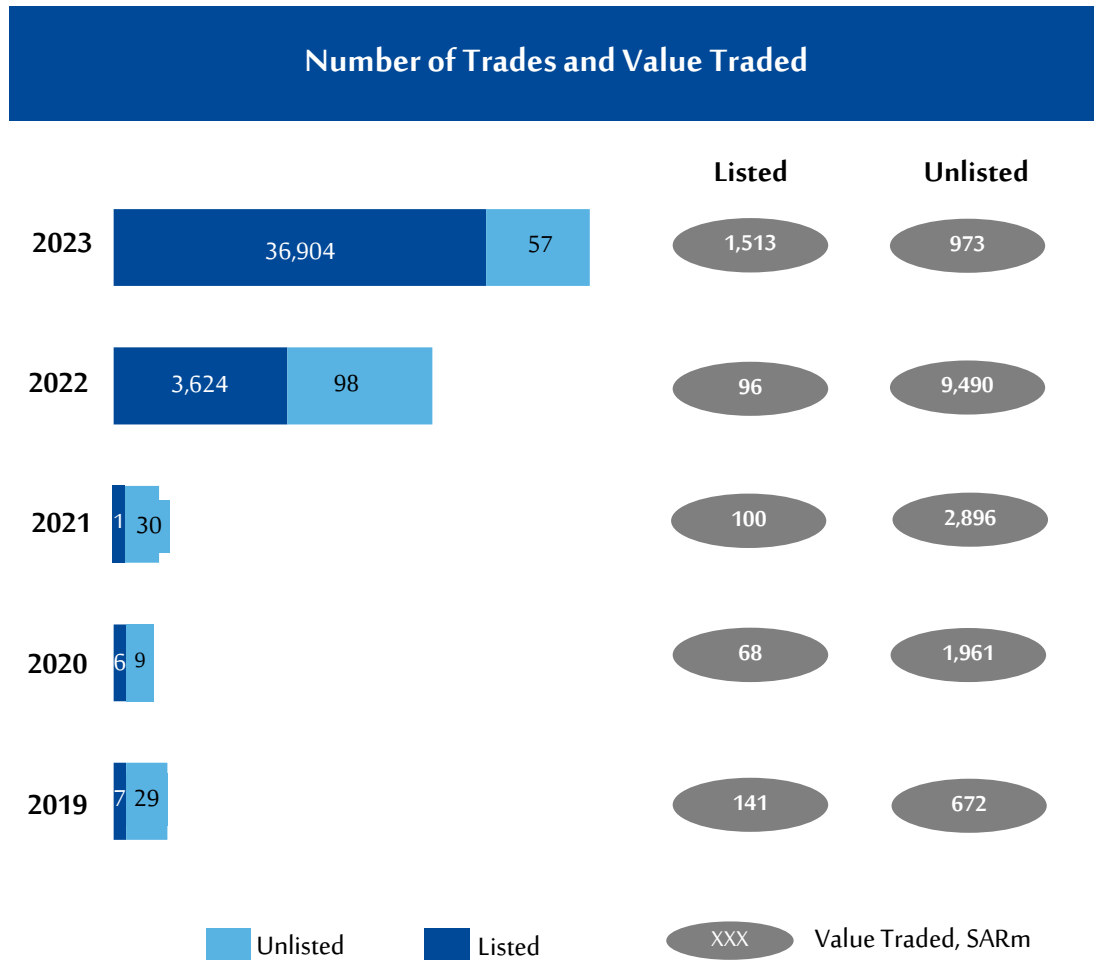 Number of Trades and Value Traded
Listed Unlisted
2023 36,904 57 1,513 973
2022 3,624 98 96 9,490
2021 1 30 100 2,896
2020 6 9 68 1,961
2019 7 29 141 672
Unlisted Listed XXX Value Traded, SARm